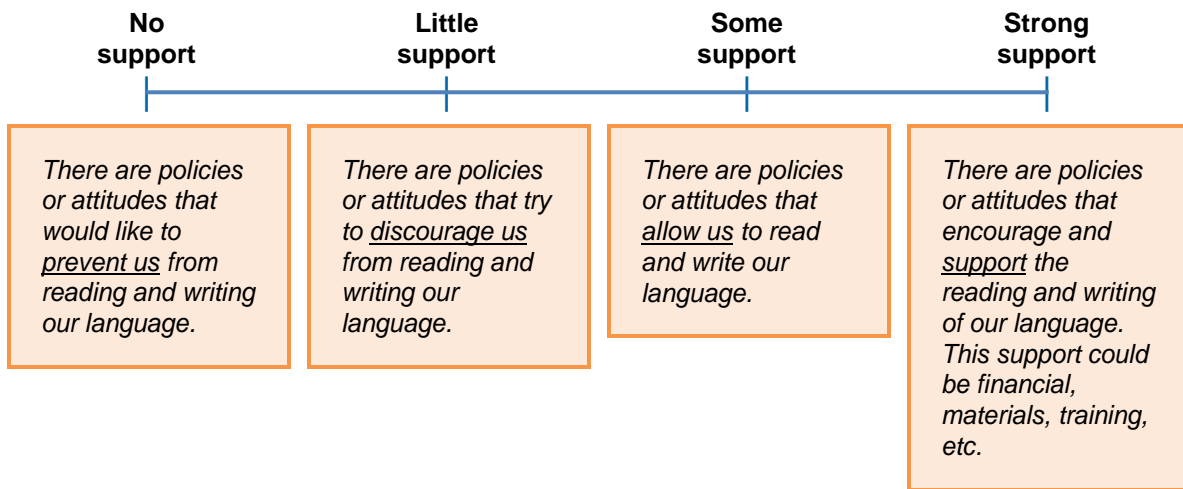 No
support
Little
support
Some
support
Strong
support
There are policies
or attitudes that
would like to
prevent us from
reading and writing
our language.
There are policies
or attitudes that try
to discourage us
from reading and
writing our
language.
There are policies
or attitudes that
allow us to read
and write our
language.
There are policies
or attitudes that
encourage and
support the
reading and writing
of our language.
This support could
be financial,
materials, training,
etc.